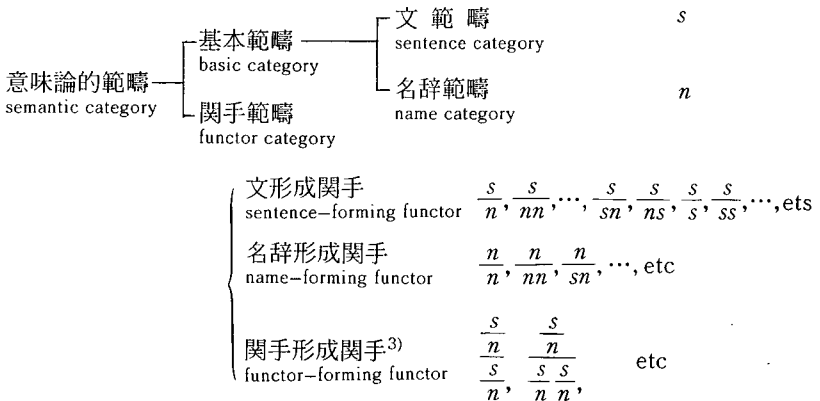 文 範 疇 s
sentence category
基本範疇
basic category
名辞範疇 n
name category
意味論的範疇
semantic category
関手範疇
functor category
文形成関手 s/n, s/nn, …, s/sn, s/ns, s/s, s/ss, …, ets
sentence-forming functor
名辞形成関手 n/n, n/nn, n/sn, …, etc
name-forming functor
関手形成関手3) (s/n)/(s/n), (s/n)/(s/n s/n), etc
functor-forming functor